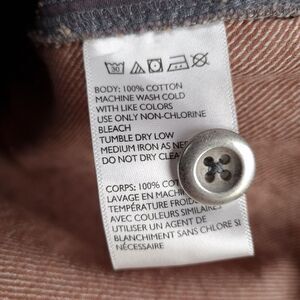 30
BODY: 100% COTTON
MACHINE WASH COLD
WITH LIKE COLORS
USE ONLY NON-CHLORINE
BLEACH
TUMBLE DRY LOW
MEDIUM IRON AS
DO NOT DRY
CORPS: 100%
LAVAGE EN
TEMPÉRATURE
AVEC COULEURS SIMILAIRES
UTILISER UN AGENT DE
BLANCHIMENT SANS CHLORE SI
NÉCESSAIRE